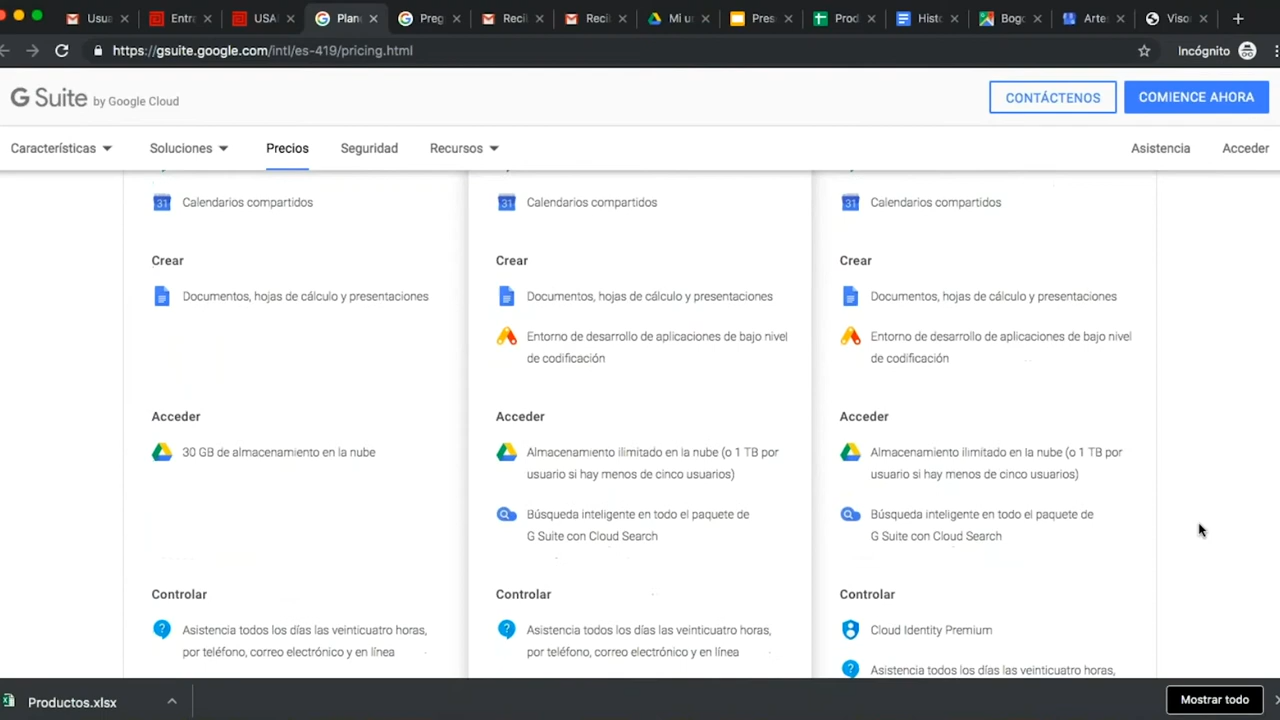 Usua
Entra
USA
Plane
Preg
Recil
Recil
Mi un
Pres
Prod
Histo
Bogo
Arte
Viso
https://gsuite.google.com/intl/es-419/pricing.html
Incógnito
G Suite by Google Cloud
CONTÁCTENOS
COMIENCE AHORA
Características
Soluciones
Precios
Seguridad
Recursos
Asistencia
Acceder
31 Calendarios compartidos
31 Calendarios compartidos
31 Calendarios compartidos
Crear
Crear
Crear
Documentos, hojas de cálculo y presentaciones
Documentos, hojas de cálculo y presentaciones
Documentos, hojas de cálculo y presentaciones
Entorno de desarrollo de aplicaciones de bajo nivel
de codificación
Entorno de desarrollo de aplicaciones de bajo nivel
de codificación
Acceder
Acceder
Acceder
30 GB de almacenamiento en la nube
Almacenamiento ilimitado en la nube (o 1 TB por
usuario si hay menos de cinco usuarios)
Almacenamiento ilimitado en la nube (o 1 TB por
usuario si hay menos de cinco usuarios)
Búsqueda inteligente en todo el paquete de
G Suite con Cloud Search
Búsqueda inteligente en todo el paquete de
G Suite con Cloud Search
Controlar
Controlar
Controlar
Asistencia todos los días las veinticuatro horas,
por teléfono, correo electrónico y en línea
Asistencia todos los días las veinticuatro horas,
por teléfono, correo electrónico y en línea
Cloud Identity Premium
Asistencia todos los días las veinticuatro horas,
Productos.xlsx
Mostrar todo